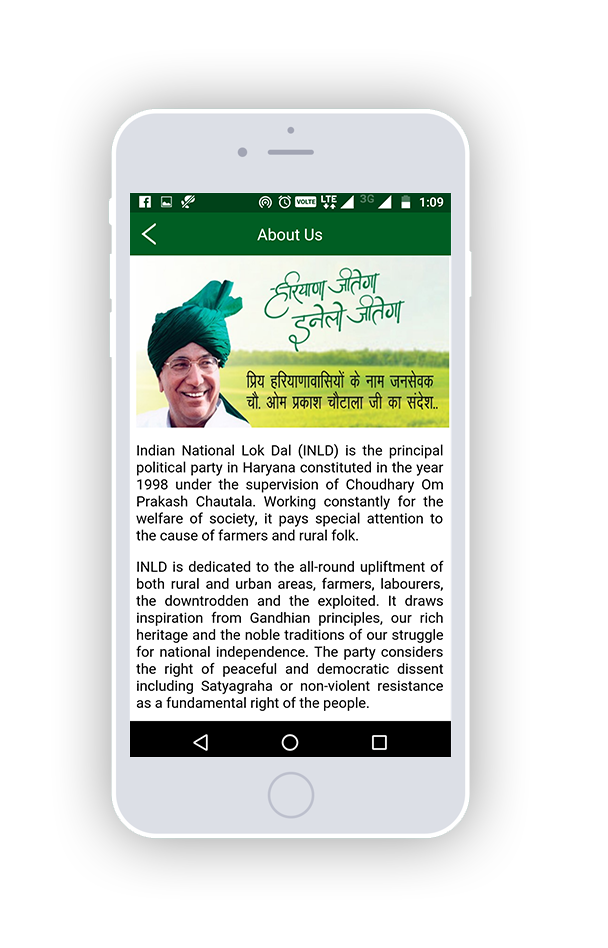 VOLTE LTE 3G 1:09
About Us
हरियाणा जीतेगा
इनेलो जीतेगा
प्रिय हरियाणावासियों के नाम जनसेवक
चौ. ओम प्रकाश चौटाला जी का संदेश..
Indian National Lok Dal (INLD) is the principal
political party in Haryana constituted in the year
1998 under the supervision of Choudhary Om
Prakash Chautala. Working constantly for the
welfare of society, it pays special attention to
the cause of farmers and rural folk.
INLD is dedicated to the all-round upliftment of
both rural and urban areas, farmers, labourers,
the downtrodden and the exploited. It draws
inspiration from Gandhian principles, our rich
heritage and the noble traditions of our struggle
for national independence. The party considers
the right of peaceful and democratic dissent
including Satyagraha or non-violent resistance
as a fundamental right of the people.